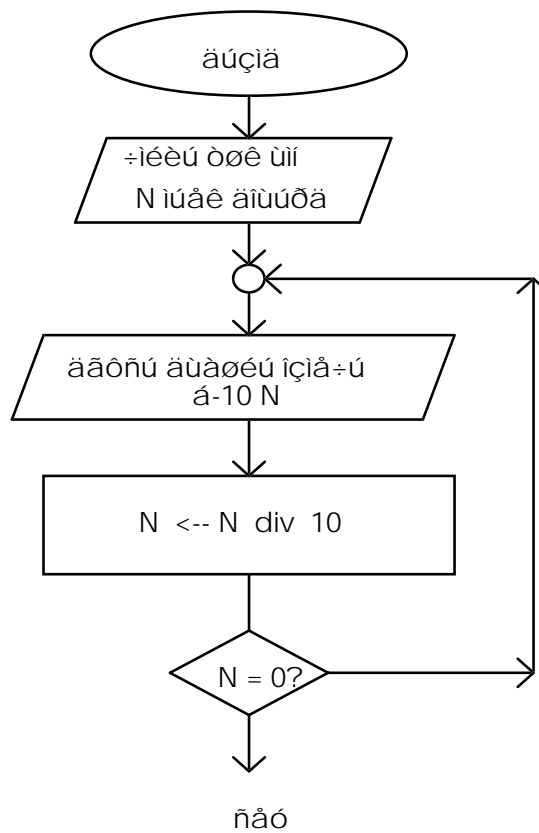 äúçìä
÷ìéèú òøê ùìí
N ìúåê äîùúðä
äãôñú äùàøéú îçìå÷ú
á-10 N
N <-- N div 10
N = 0?
ñåó